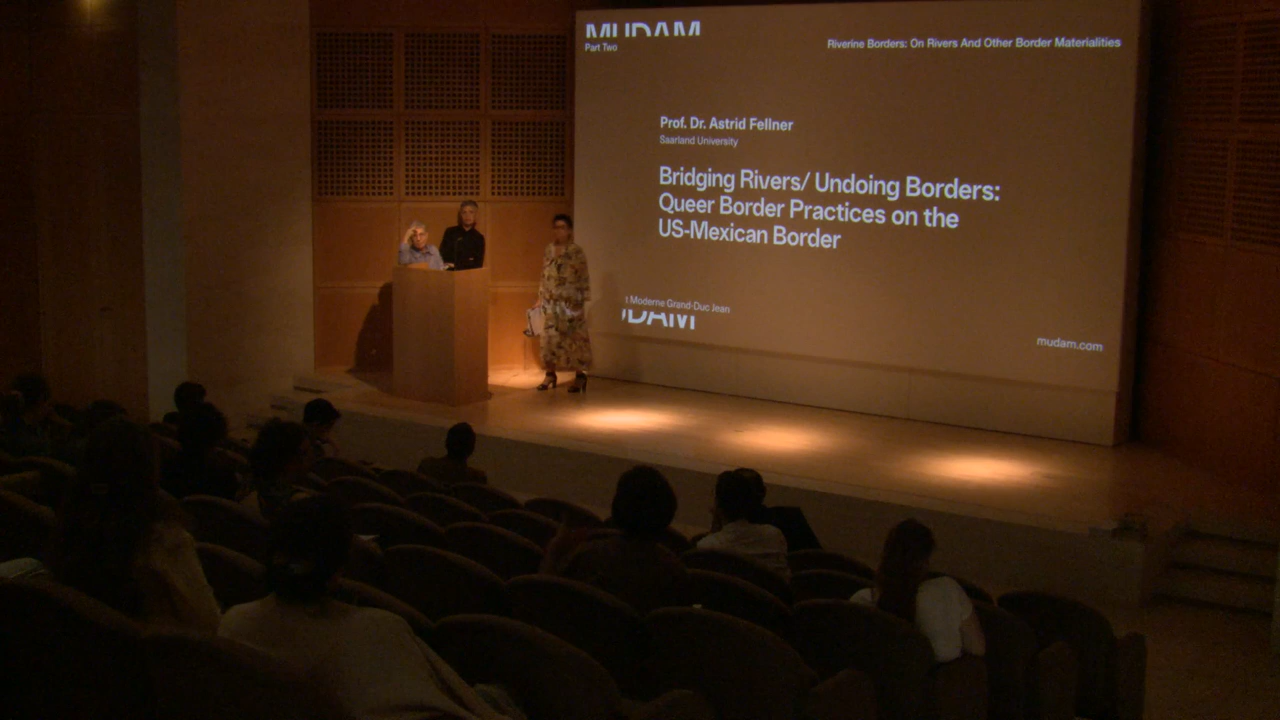 MUDAM
Part Two
Riverine Borders: On Rivers And Other Border Materialities
Prof. Dr. Astrid Fellner
Saarland University
Bridging Rivers/ Undoing Borders:
Queer Border Practices on the
US-Mexican Border
t Moderne Grand-Duc Jean
UDAM
mudam.com